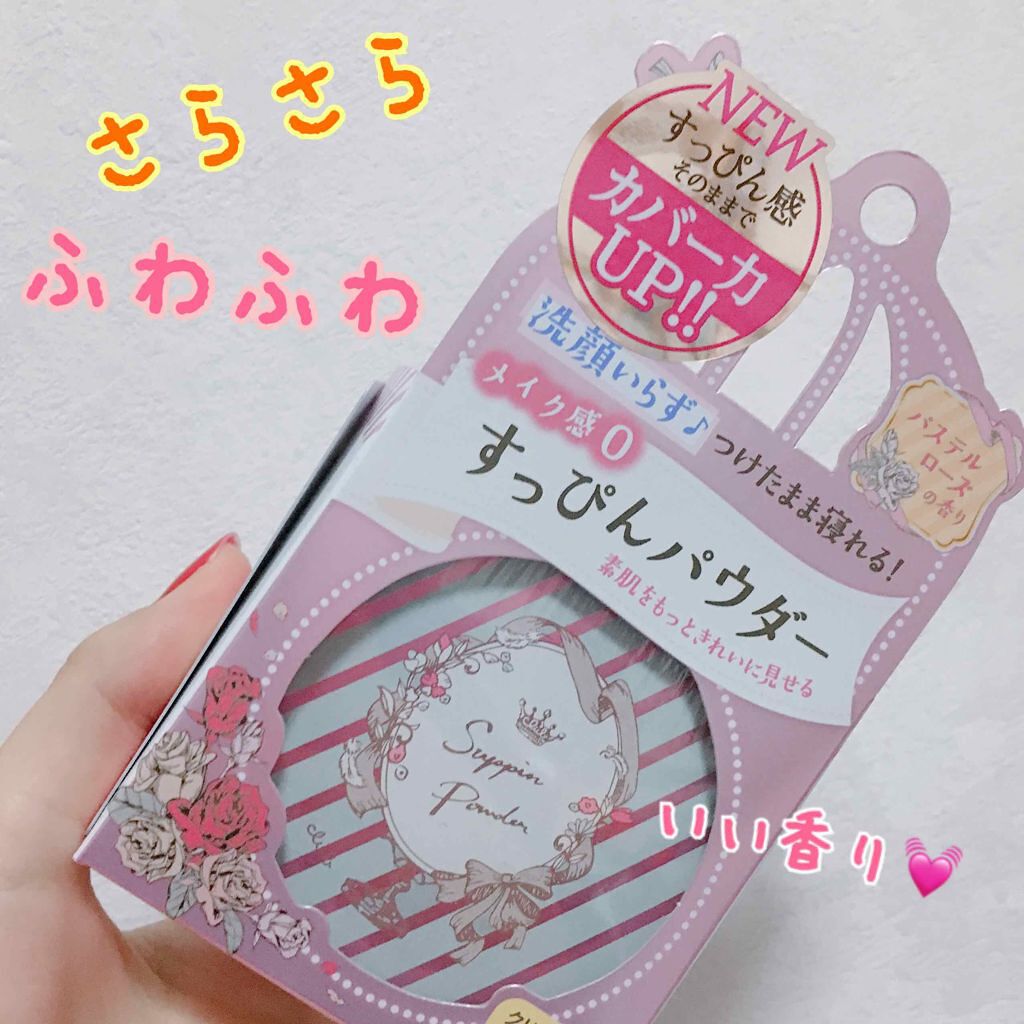 さらさら
ふわふわ
NEW
すっぴん感
そのままで
カバー力
UP!!
洗顔いらず♪
つけたまま寝れる!
メイク感0
すっぴんパウダー
素肌をもっと、きれいに見せる
パステル
ローズ
の香り
Suppin
Powder
いい香り